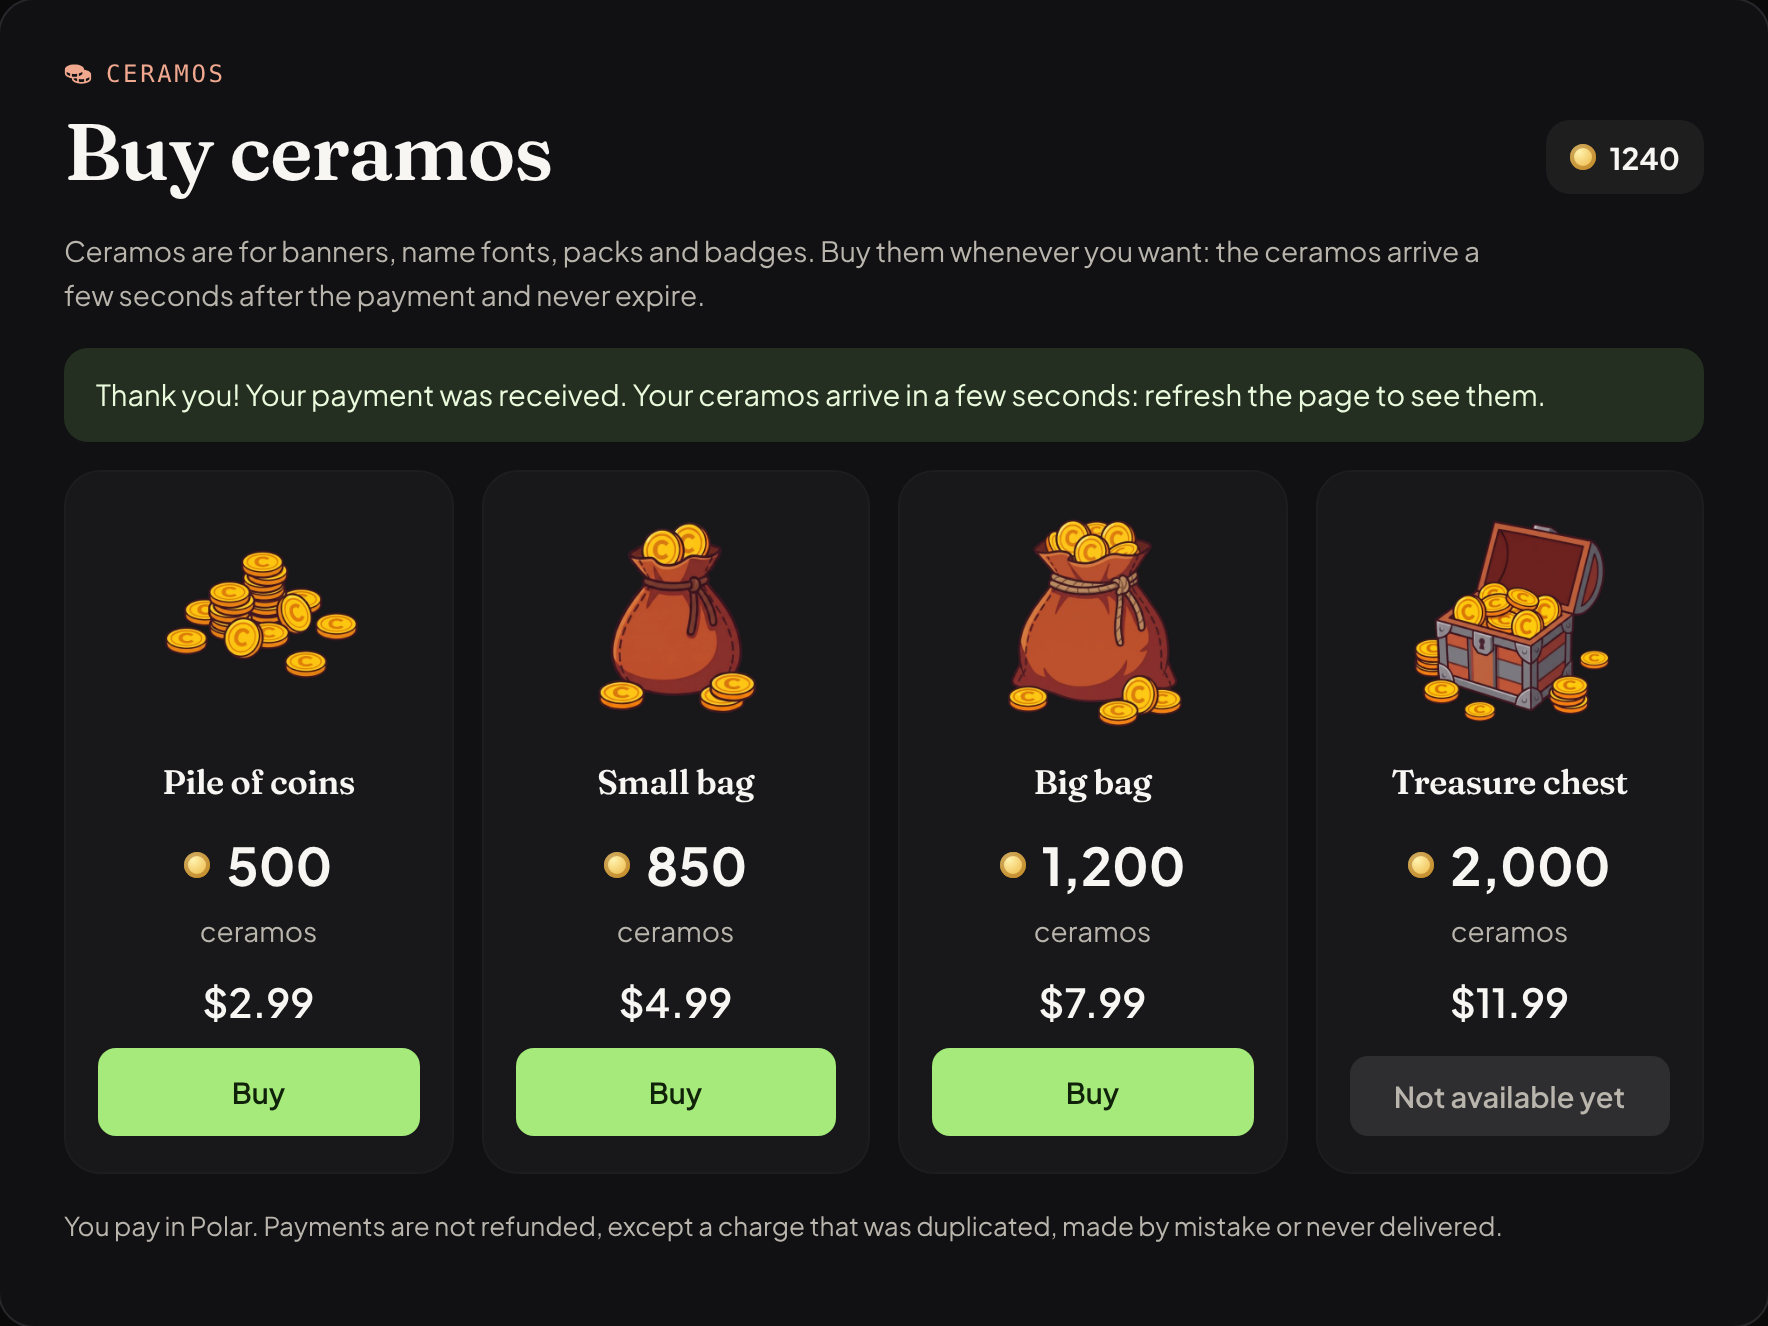 CERAMOS
Buy ceramos
1240
Ceramos are for banners, name fonts, packs and badges. Buy them whenever you want: the ceramos arrive a
few seconds after the payment and never expire.
Thank you! Your payment was received. Your ceramos arrive in a few seconds: refresh the page to see them.
Pile of coins
500
ceramos
$2.99
Buy
Small bag
850
ceramos
$4.99
Buy
Big bag
1,200
ceramos
$7.99
Buy
Treasure chest
2,000
ceramos
$11.99
Not available yet
You pay in Polar. Payments are not refunded, except a charge that was duplicated, made by mistake or never delivered.